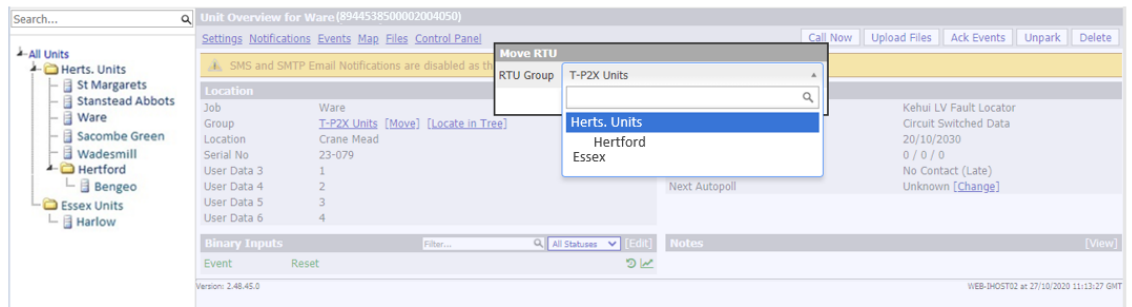 Search...
All Units
Herts. Units
St Margarets
Stanstead Abbots
Ware
Sacombe Green
Wadesmill
Hertford
Bengeo
Essex Units
Harlow
Unit Overview for Ware (8944538500002004050)
Settings Notifications Events Map Files Control Panel
Call Now Upload Files Ack Events Unpark Delete
SMS and SMTP Email Notifications are disabled as th
Move RTU
RTU Group T-P2X Units
Herts. Units
Hertford
Essex
Location
Job Ware
Group T-P2X Units [Move] [Locate in Tree]
Location Crane Mead
Serial No 23-079
User Data 3 1
User Data 4 2
User Data 5 3
User Data 6 4
Kehui LV Fault Locator
Circuit Switched Data
20/10/2030
0 / 0 / 0
No Contact (Late)
Next Autopoll Unknown [Change]
Binary Inputs Filter... All Statuses [Edit]
Event Reset
Notes [View]
Version: 2.48.45.0
WEB-IHOST02 at 27/10/2020 11:13:27 GMT